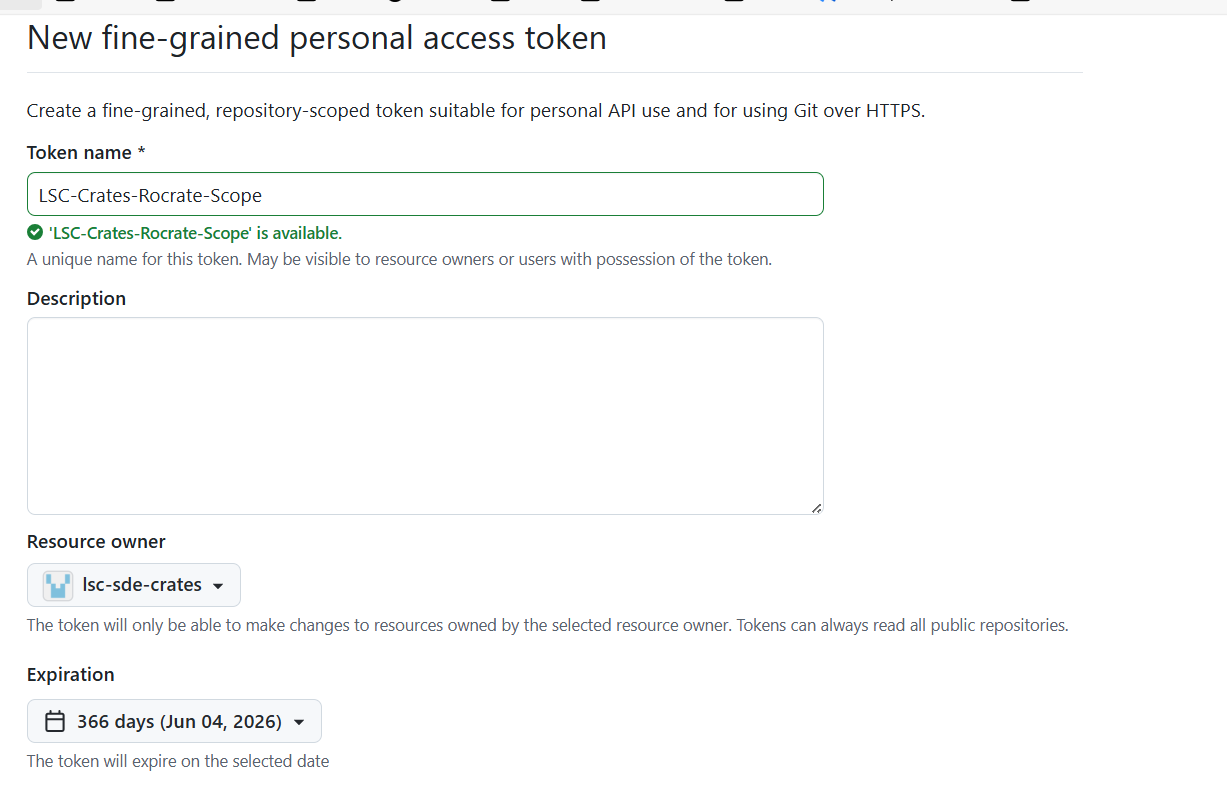 New fine-grained personal access token
Create a fine-grained, repository-scoped token suitable for personal API use and for using Git over HTTPS.
Token name *
LSC-Crates-Rocrate-Scope
'LSC-Crates-Rocrate-Scope' is available.
A unique name for this token. May be visible to resource owners or users with possession of the token.
Description
Resource owner
lsc-sde-crates
The token will only be able to make changes to resources owned by the selected resource owner. Tokens can always read all public repositories.
Expiration
366 days (Jun 04, 2026)
The token will expire on the selected date